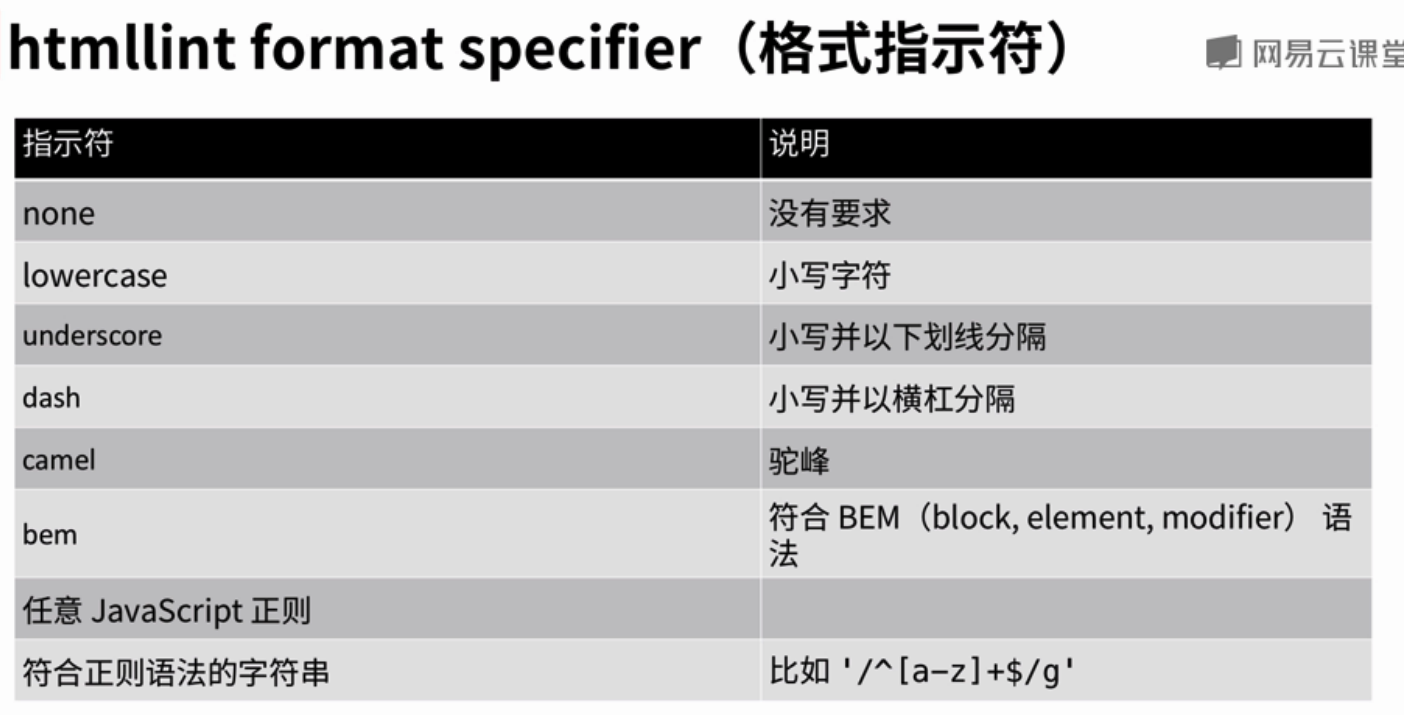 htmllint format specifier（格式指示符）
网易云课堂
指示符 说明
none 没有要求
lowercase 小写字符
underscore 小写并以下划线分隔
dash 小写并以横杠分隔
camel 驼峰
bem 符合 BEM（block, element, modifier） 语
法
任意 JavaScript 正则
符合正则语法的字符串 比如 '/^[a-z]+$/g'